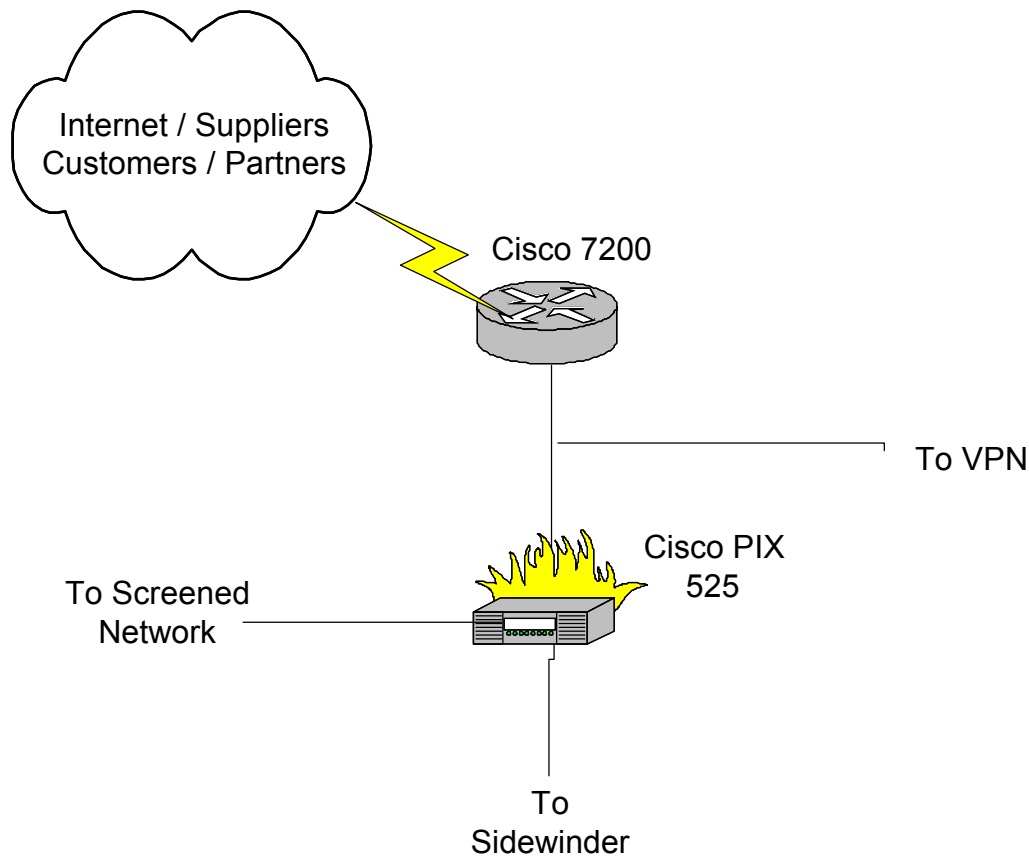 Internet / Suppliers
Customers / Partners
Cisco 7200
To VPN
Cisco PIX
525
To Screened
Network
To
Sidewinder